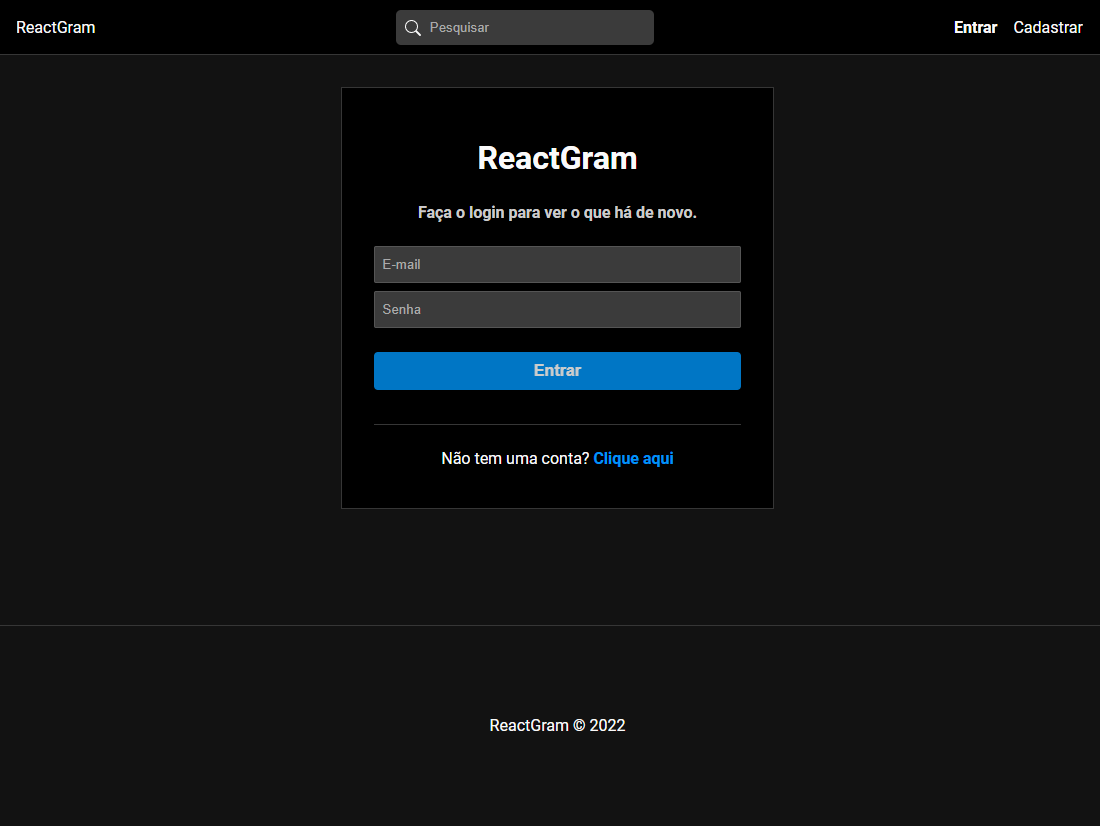 ReactGram
Pesquisar
Entrar
Cadastrar
ReactGram
Faça o login para ver o que há de novo.
E-mail
Senha
Entrar
Não tem uma conta? Clique aqui
ReactGram © 2022